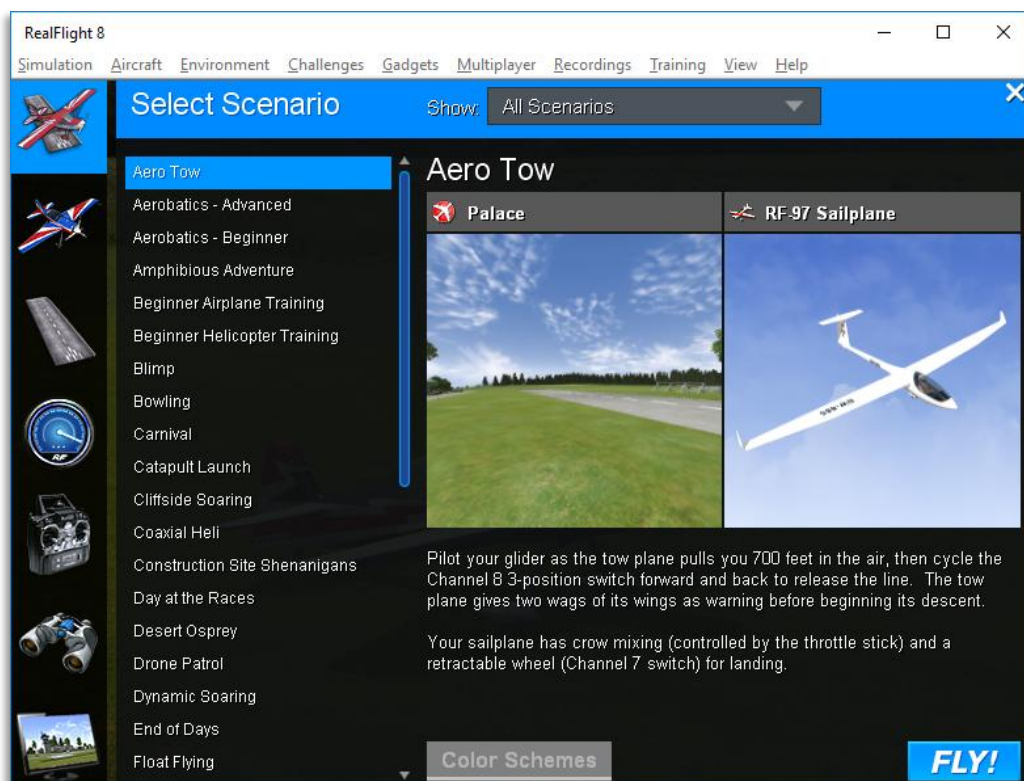 RealFlight 8
Simulation Aircraft Environment Challenges Gadgets Multiplayer Recordings Training View Help
Select Scenario
Show: All Scenarios
Aero Tow
Aerobatics - Advanced
Aerobatics - Beginner
Amphibious Adventure
Beginner Airplane Training
Beginner Helicopter Training
Blimp
Bowling
Carnival
Catapult Launch
Cliffside Soaring
Coaxial Heli
Construction Site Shenanigans
Day at the Races
Desert Osprey
Drone Patrol
Dynamic Soaring
End of Days
Float Flying
Aero Tow
Palace
RF-97 Sailplane
Pilot your glider as the tow plane pulls you 700 feet in the air, then cycle the
Channel 8 3-position switch forward and back to release the line. The tow
plane gives two wags of its wings as warning before beginning its descent.
Your sailplane has crow mixing (controlled by the throttle stick) and a
retractable wheel (Channel 7 switch) for landing.
Color Schemes
FLY!
RF